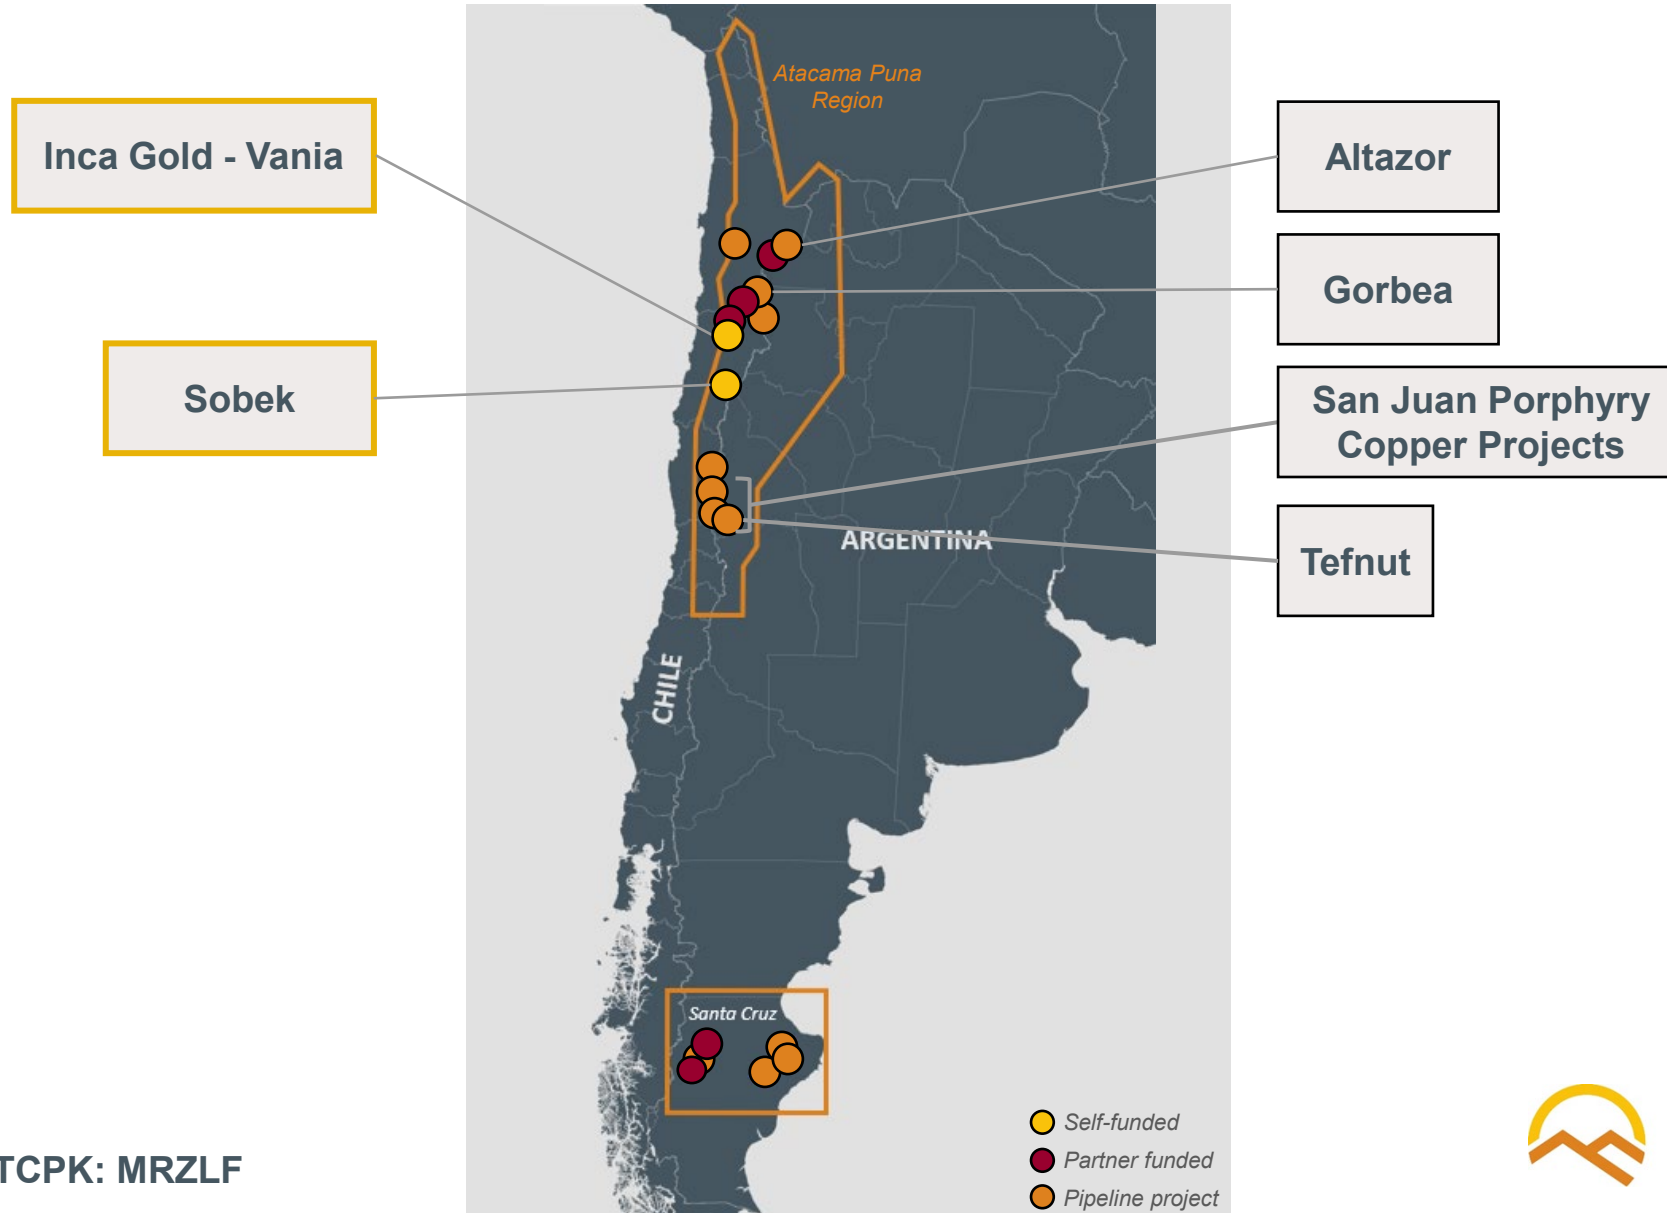 Atacama Puna
Region
Inca Gold - Vania
Altazor
Gorbea
Sobek
San Juan Porphyry
Copper Projects
ARGENTINA
Tefnut
CHILE
Santa Cruz
Self-funded
Partner funded
Pipeline project
TCPK: MRZLF